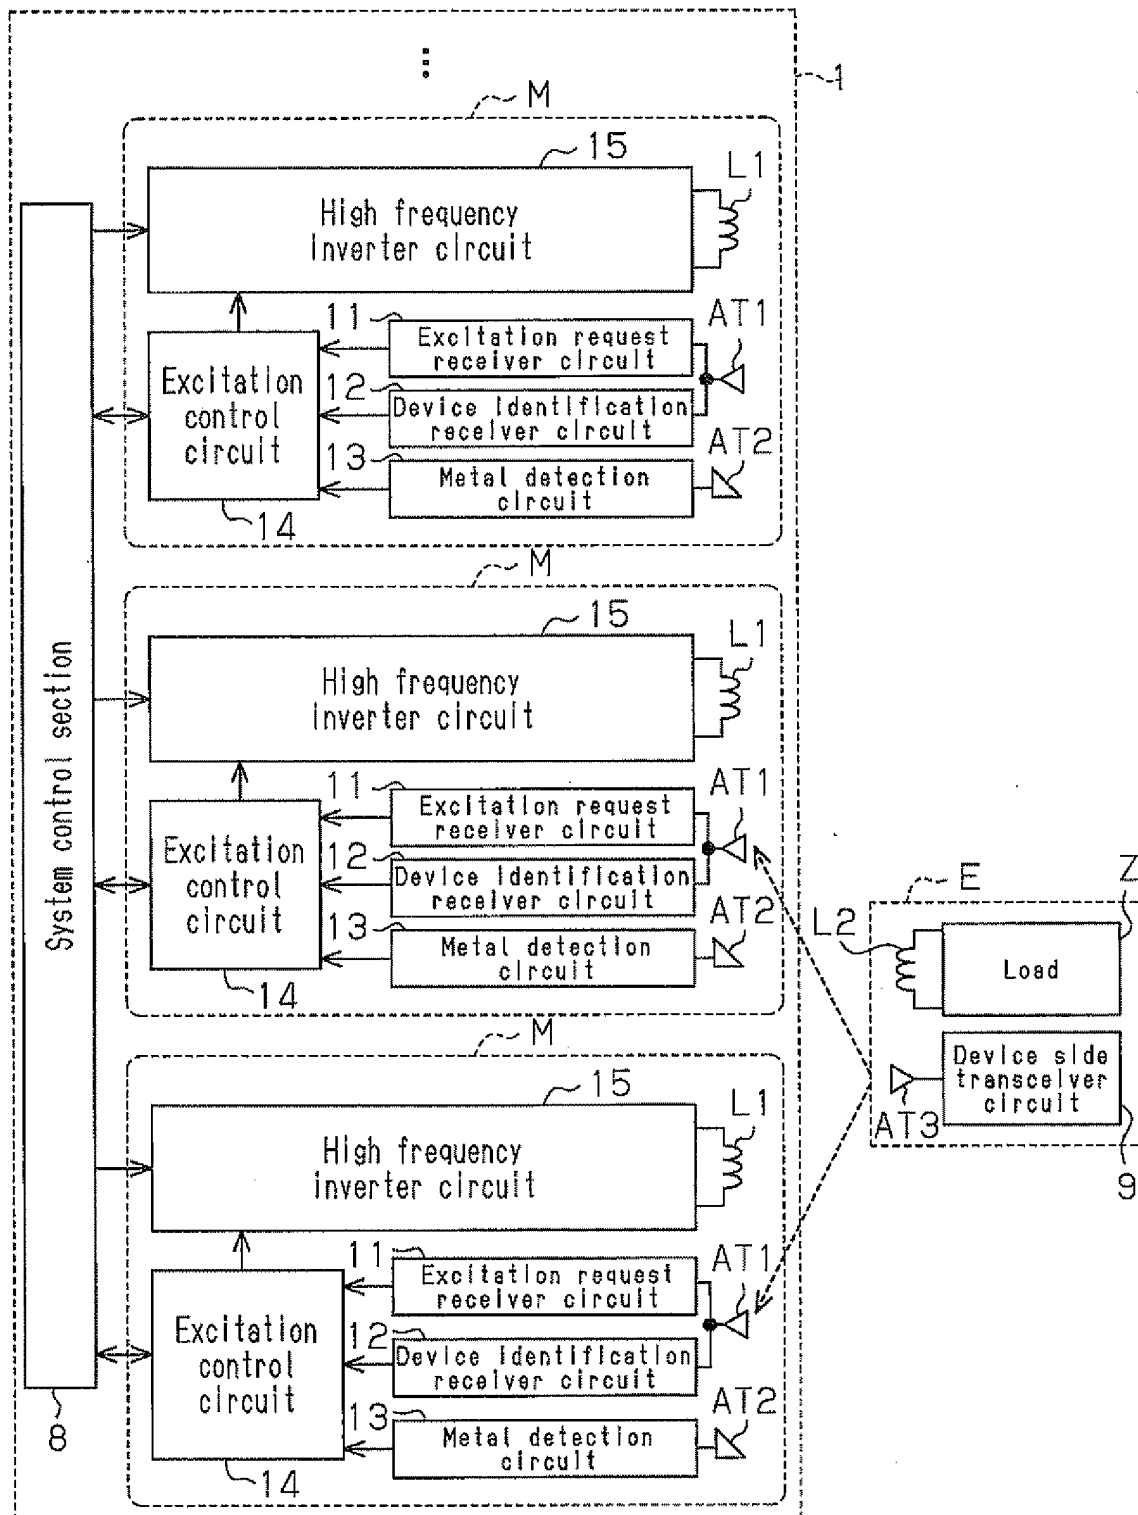 1
M
15
L1
High frequency
inverter circuit
11
AT1
Excitation request
receiver circuit
Excitation
control
circuit
12
Device identification
receiver circuit
AT2
13
Metal detection
circuit
14
M
15
L1
High frequency
inverter circuit
System control section
11
AT1
Excitation request
receiver circuit
Excitation
control
circuit
12
Device identification
receiver circuit
AT2
13
Metal detection
circuit
14
E
Z
L2
Load
Device side
transceiver
circuit
AT3
9
M
15
L1
High frequency
inverter circuit
11
AT1
Excitation request
receiver circuit
Excitation
control
circuit
12
Device identification
receiver circuit
AT2
13
Metal detection
circuit
8
14